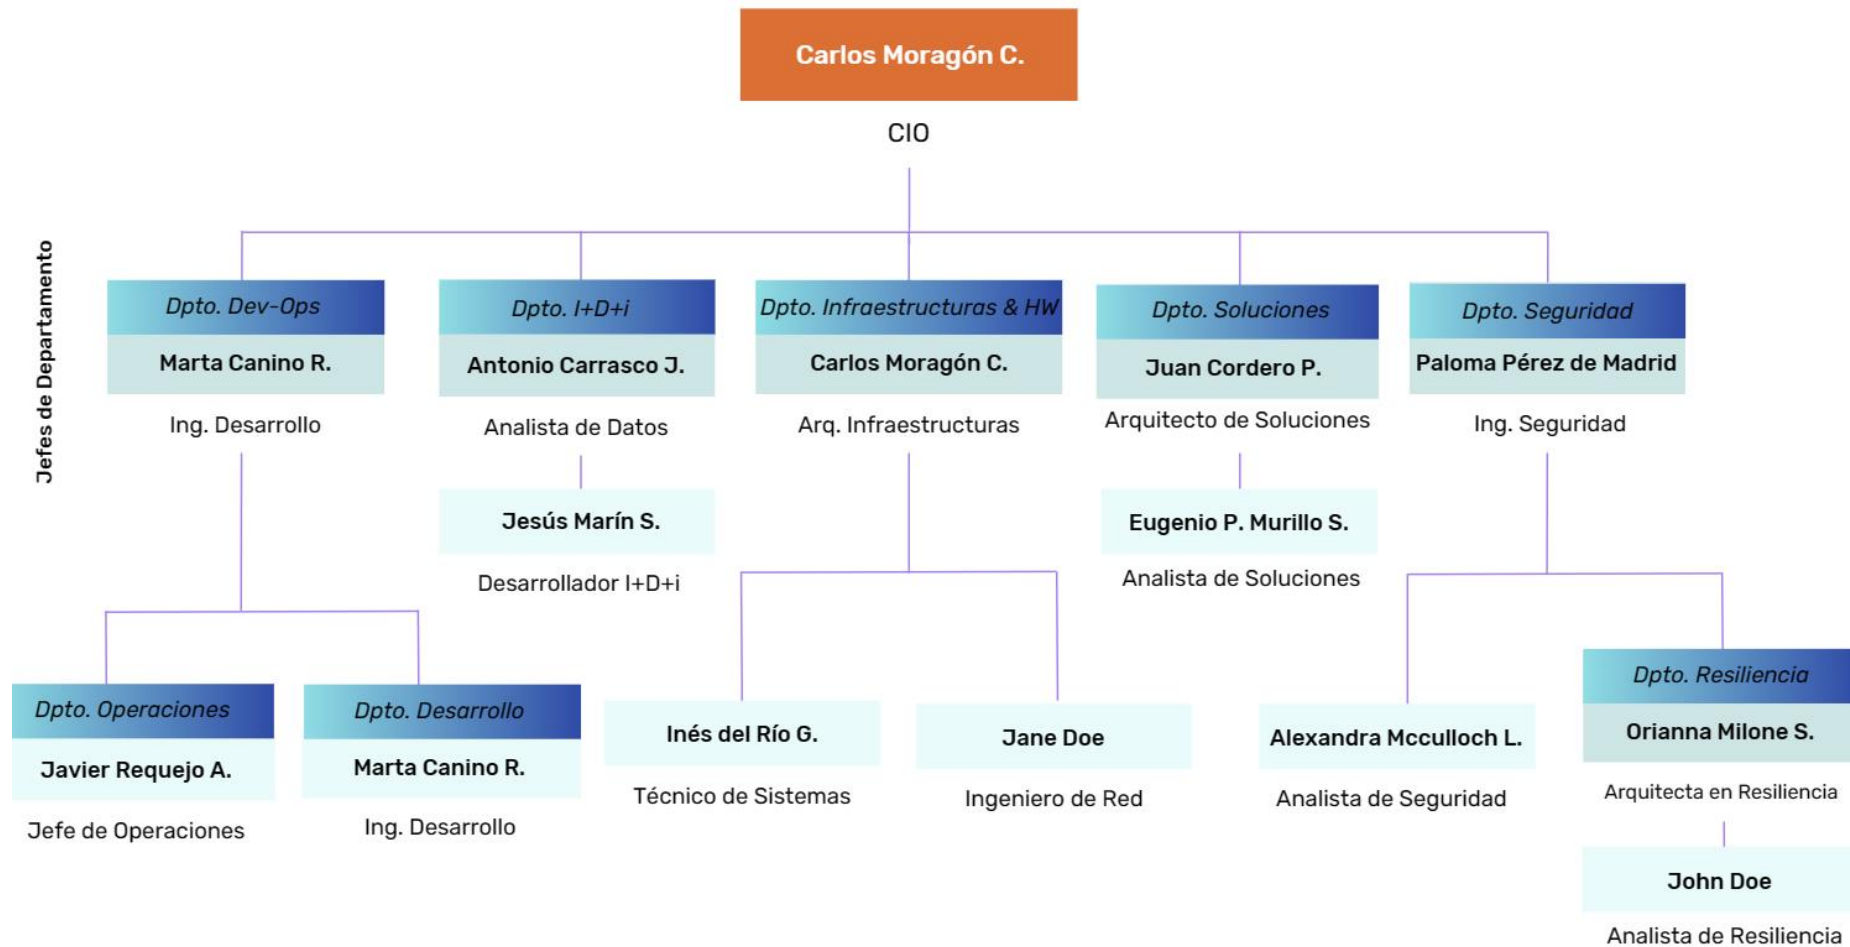 Carlos Moragón C.
CIO
Jefes de Departamento
Dpto. Dev-Ops
Marta Canino R.
Ing. Desarrollo
Dpto. I+D+i
Antonio Carrasco J.
Analista de Datos
Jesús Marín S.
Desarrollador I+D+i
Dpto. Infraestructuras & HW
Carlos Moragón C.
Arq. Infraestructuras
Dpto. Soluciones
Juan Cordero P.
Arquitecto de Soluciones
Eugenio P. Murillo S.
Analista de Soluciones
Dpto. Seguridad
Paloma Pérez de Madrid
Ing. Seguridad
Dpto. Operaciones
Javier Requejo A.
Jefe de Operaciones
Dpto. Desarrollo
Marta Canino R.
Ing. Desarrollo
Inés del Río G.
Técnico de Sistemas
Jane Doe
Ingeniero de Red
Alexandra Mcculloch L.
Analista de Seguridad
Dpto. Resiliencia
Orianna Milone S.
Arquitecta en Resiliencia
John Doe
Analista de Resiliencia